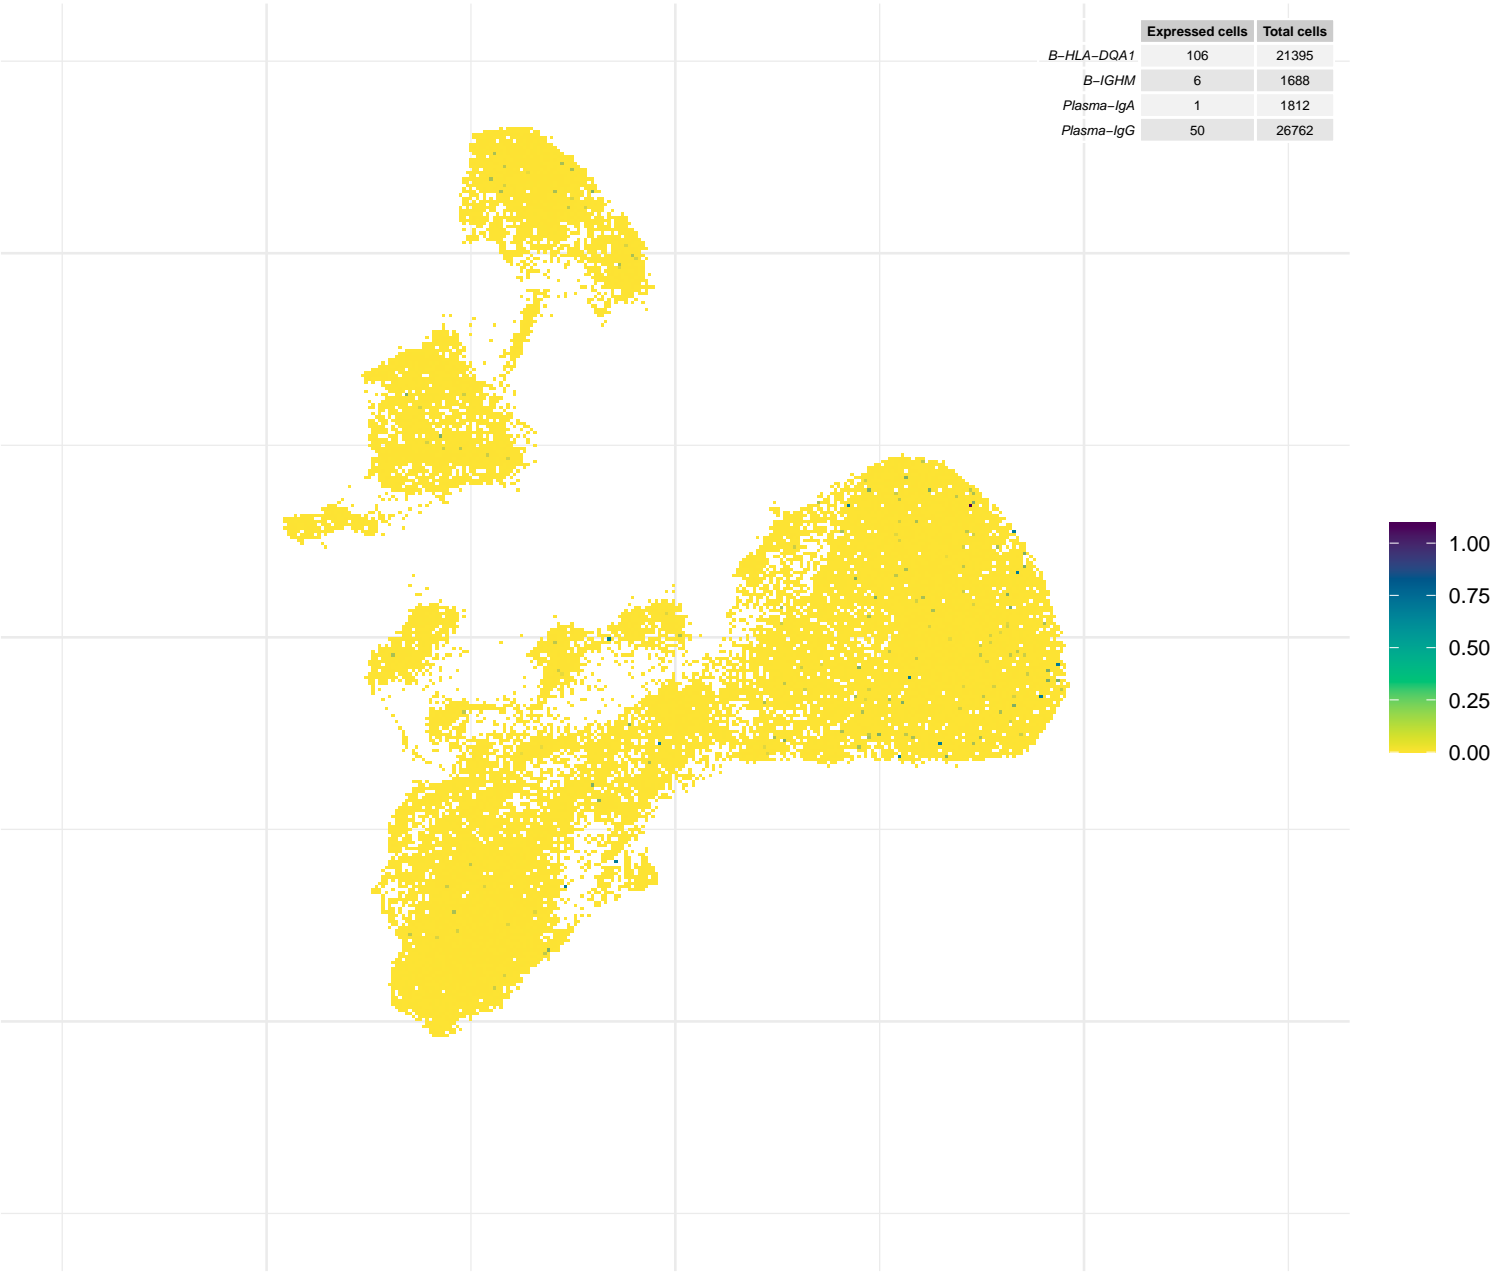 Expressed cells Total cells
B−HLA−DQA1 106 21395
B−IGHM 6 1688
Plasma−IgA 1 1812
Plasma−IgG 50 26762
1.00
0.75
0.50
0.25
0.00